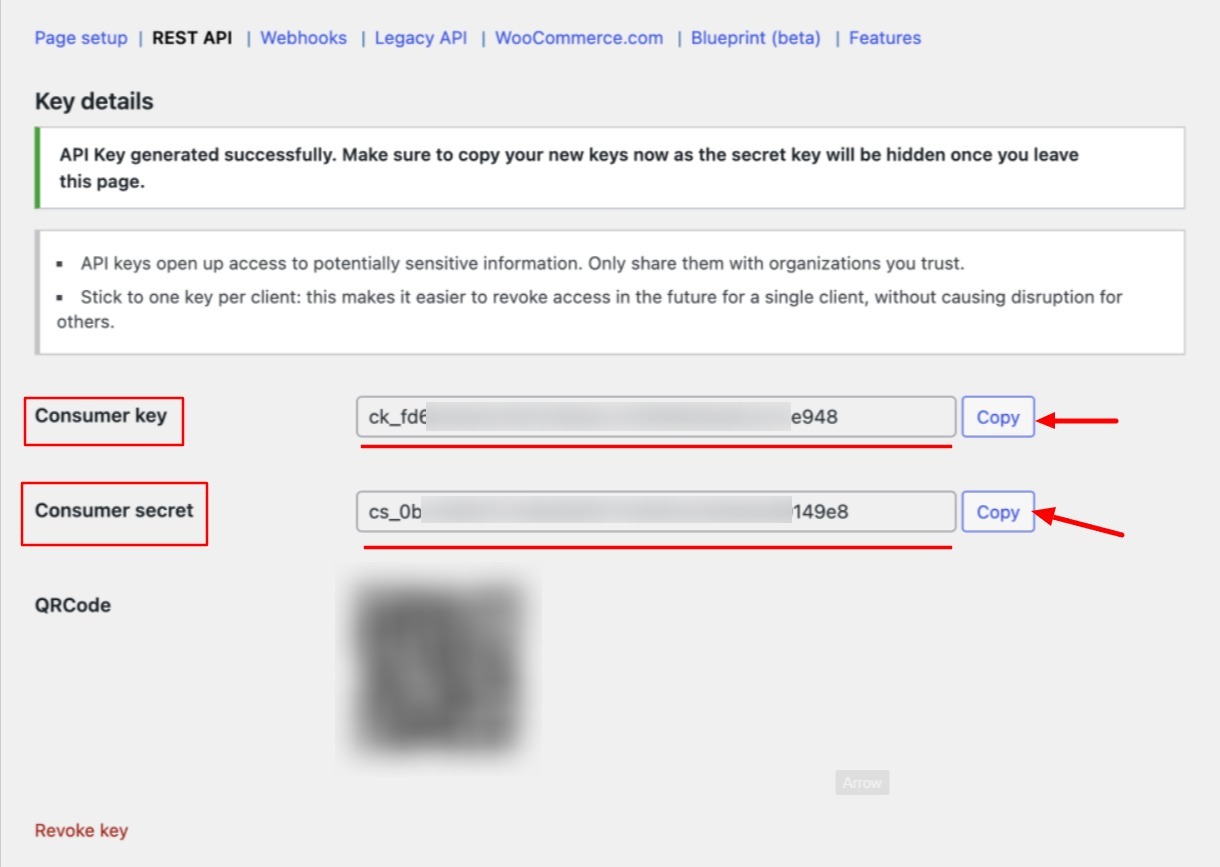 Page setup | REST API | Webhooks | Legacy API | WooCommerce.com | Blueprint (beta) | Features
Key details
API Key generated successfully. Make sure to copy your new keys now as the secret key will be hidden once you leave
this page.
▪ API keys open up access to potentially sensitive information. Only share them with organizations you trust.
▪ Stick to one key per client: this makes it easier to revoke access in the future for a single client, without causing disruption for
others.
Consumer key ck_fd6 e948 Copy
Consumer secret cs_0b 149e8 Copy
QRCode
Arrow
Revoke key